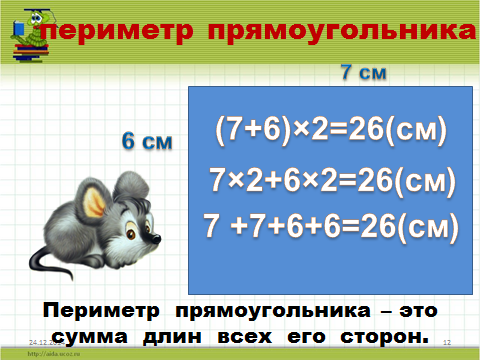 периметр прямоугольника
7 см
6 см
(7+6)×2=26(см)
7×2+6×2=26(см)
7 +7+6+6=26(см)
Периметр прямоугольника – это
сумма длин всех его сторон.
12